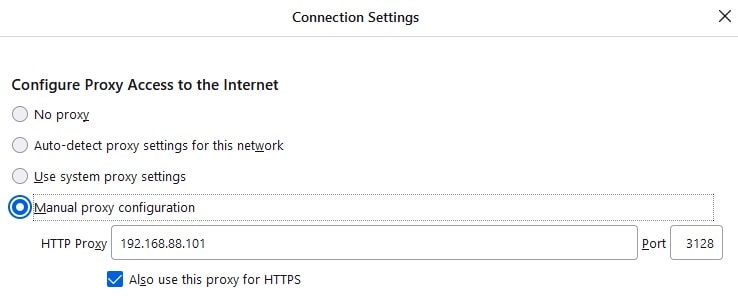 Connection Settings
Configure Proxy Access to the Internet
No proxy
Auto-detect proxy settings for this network
Use system proxy settings
Manual proxy configuration
HTTP Proxy 192.168.88.101 Port 3128
Also use this proxy for HTTPS